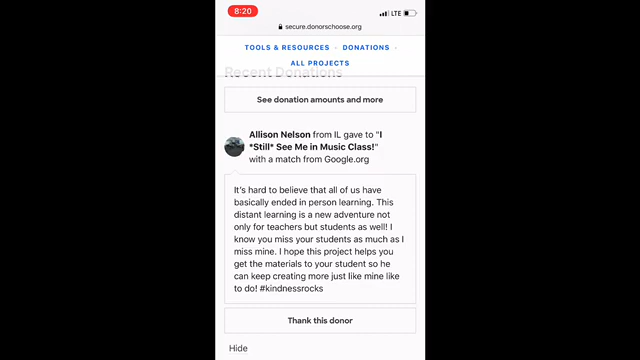 8:20
LTE
secure.donorschoose.org
TOOLS & RESOURCES · DONATIONS ·
ALL PROJECTS
Recent Donations
See donation amounts and more
Allison Nelson from IL gave to "I
*Still* See Me in Music Class!"
with a match from Google.org
It's hard to believe that all of us have
basically ended in person learning. This
distant learning is a new adventure not
only for teachers but students as well! I
know you miss your students as much as I
miss mine. I hope this project helps you
get the materials to your student so he
can keep creating more just like mine like
to do! #kindnessrocks
Thank this donor
Hide